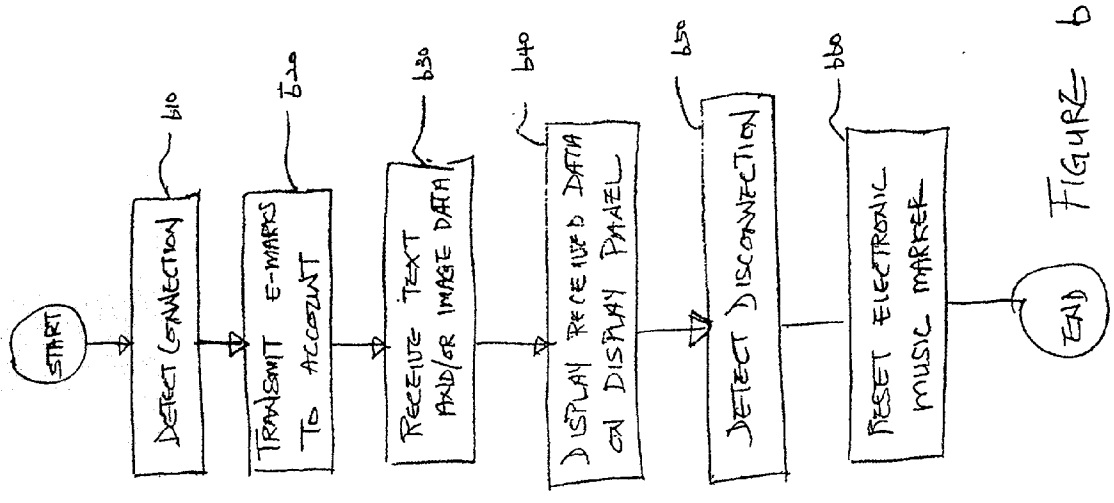 START
DETECT CONNECTION
610
TRANSMIT E-MARKS
TO ACCOUNT
620
RECEIVE TEXT
AND/OR IMAGE DATA
630
DISPLAY RECEIVED DATA
ON DISPLAY PANEL
640
DETECT DISCONNECTION
650
RESET ELECTRONIC
MUSIC MARKER
660
END
FIGURE 6